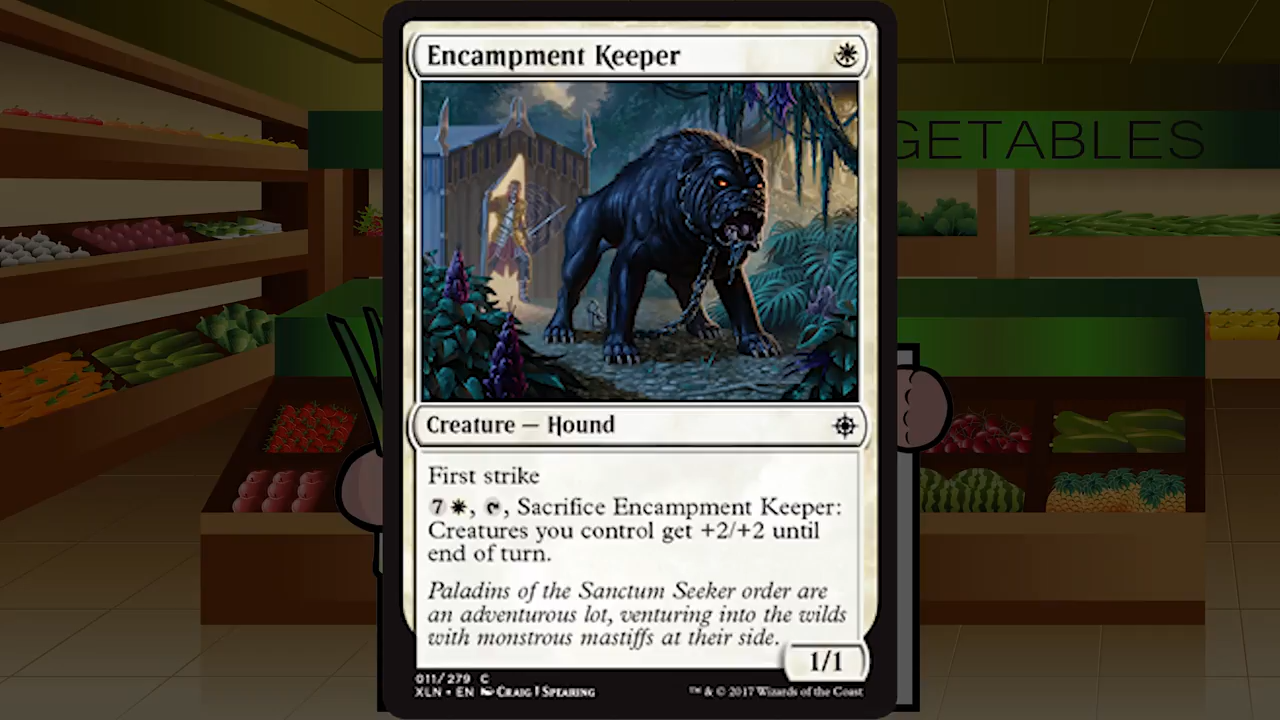 Encampment Keeper
GETABLES
Creature — Hound
First strike
7, , Sacrifice Encampment Keeper:
Creatures you control get +2/+2 until
end of turn.
Paladins of the Sanctum Seeker order are
an adventurous lot, venturing into the wilds
with monstrous mastiffs at their side.
1/1
011/279 C
XLN • EN Craig J Spearing
™ & © 2017 Wizards of the Coast